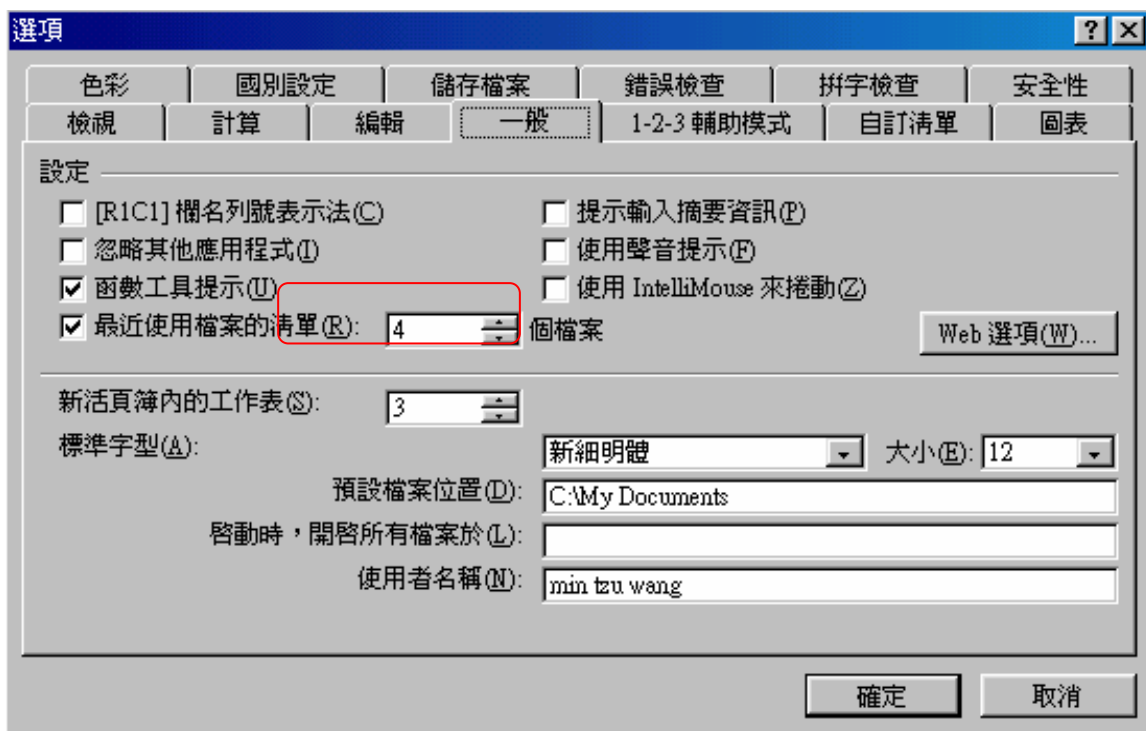 選項
色彩 國別設定 儲存檔案 錯誤檢查 拼字檢查 安全性
檢視 計算 編輯 一般 1-2-3 輔助模式 自訂清單 圖表
設定
[R1C1] 欄名列號表示法(C) 提示輸入摘要資訊(P)
忽略其他應用程式(I) 使用聲音提示(F)
函數工具提示(U) 使用 IntelliMouse 來捲動(Z)
最近使用檔案的清單(R): 4 個檔案 Web 選項(W)...
新活頁簿內的工作表(S): 3
標準字型(A): 新細明體 大小(E): 12
預設檔案位置(D): C:\My Documents
啓動時，開啓所有檔案於(L):
使用者名稱(N): min tzu wang
確定 取消